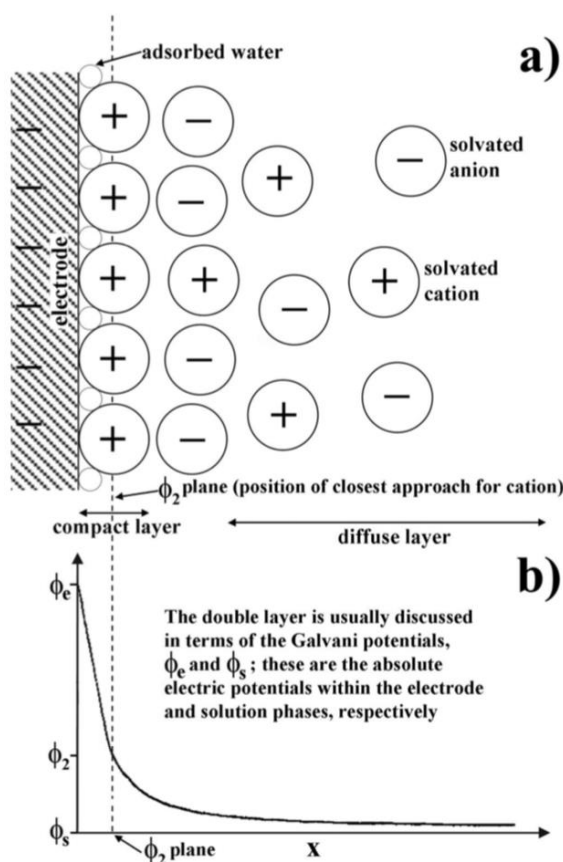 a)
adsorbed water
+ −
+ − solvated anion
+ −
electrode
+ + + solvated cation
−
+ −
+ −
+ −
ϕ₂ plane (position of closest approach for cation)
compact layer
diffuse layer
b)
ϕe
The double layer is usually discussed
in terms of the Galvani potentials,
ϕe and ϕs; these are the absolute
electric potentials within the electrode
and solution phases, respectively
ϕ₂
ϕs
ϕ₂ plane
x